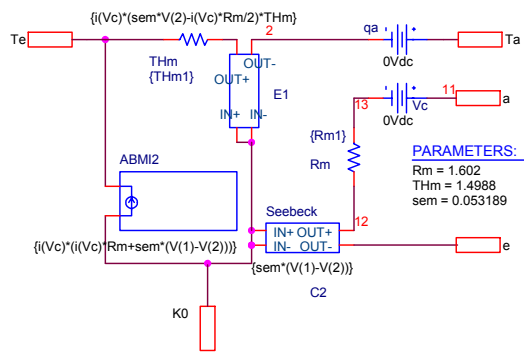 {i(Vc)*(sem*V(2)-i(Vc)*Rm/2)*THm}
Te
2
qa
Ta
THm
{THm1}
OUT-
OUT+
0Vdc
E1
IN+ IN-
13
Vc
11
a
0Vdc
{Rm1}
Rm
PARAMETERS:
Rm = 1.602
THm = 1.4988
sem = 0.053189
ABMI2
Seebeck
12
IN+ OUT+
IN- OUT-
e
{i(Vc)*(i(Vc)*Rm+sem*(V(1)-V(2)))}
{sem*(V(1)-V(2))}
C2
K0